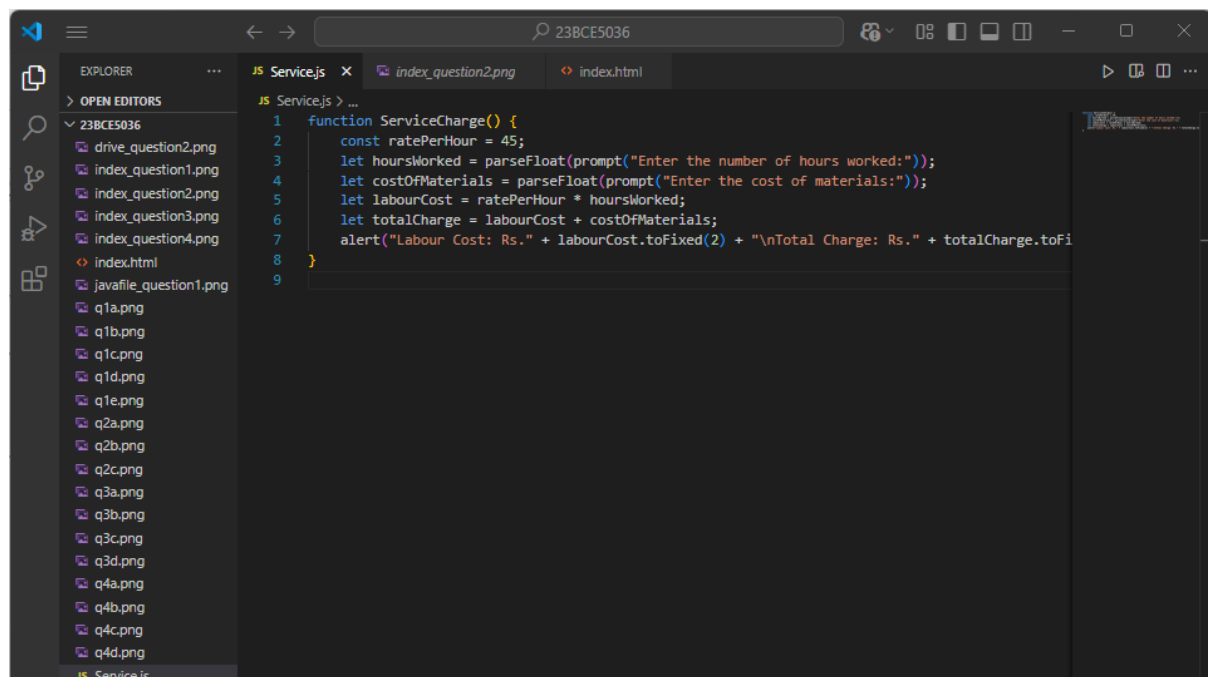 23BCE5036
EXPLORER
JS Service.js
index_question2.png
<> index.html
OPEN EDITORS
JS Service.js > ...
23BCE5036
drive_question2.png
index_question1.png
index_question2.png
index_question3.png
index_question4.png
<> index.html
javafile_question1.png
q1a.png
q1b.png
q1c.png
q1d.png
q1e.png
q2a.png
q2b.png
q2c.png
q3a.png
q3b.png
q3c.png
q3d.png
q4a.png
q4b.png
q4c.png
q4d.png
JS Service.js
1 function ServiceCharge() {
2 const ratePerHour = 45;
3 let hoursWorked = parseFloat(prompt("Enter the number of hours worked:"));
4 let costOfMaterials = parseFloat(prompt("Enter the cost of materials:"));
5 let labourCost = ratePerHour * hoursWorked;
6 let totalCharge = labourCost + costOfMaterials;
7 alert("Labour Cost: Rs." + labourCost.toFixed(2) + "\nTotal Charge: Rs." + totalCharge.toFi
8 }
9